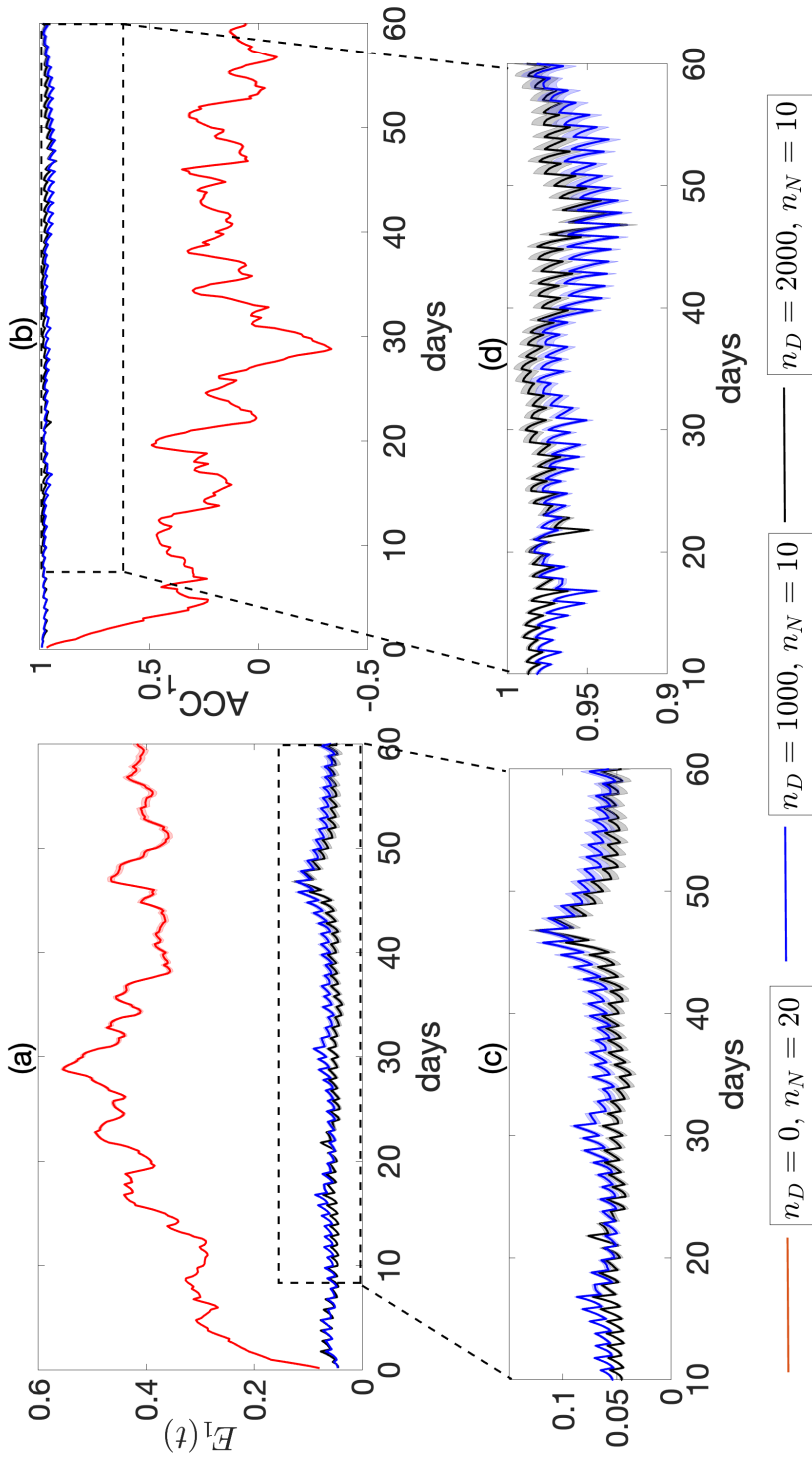 (a)
0.6
0.4
0.2
0
E₁(t)
0 10 20 30 40 50 60
days
(b)
1
0.5
0
-0.5
ACC₁
0 10 20 30 40 50 60
days
(c)
0.1
0.05
0
10 20 30 40 50 60
days
(d)
1
0.95
0.9
10 20 30 40 50 60
days
n_D = 0, n_N = 20
n_D = 1000, n_N = 10
n_D = 2000, n_N = 10